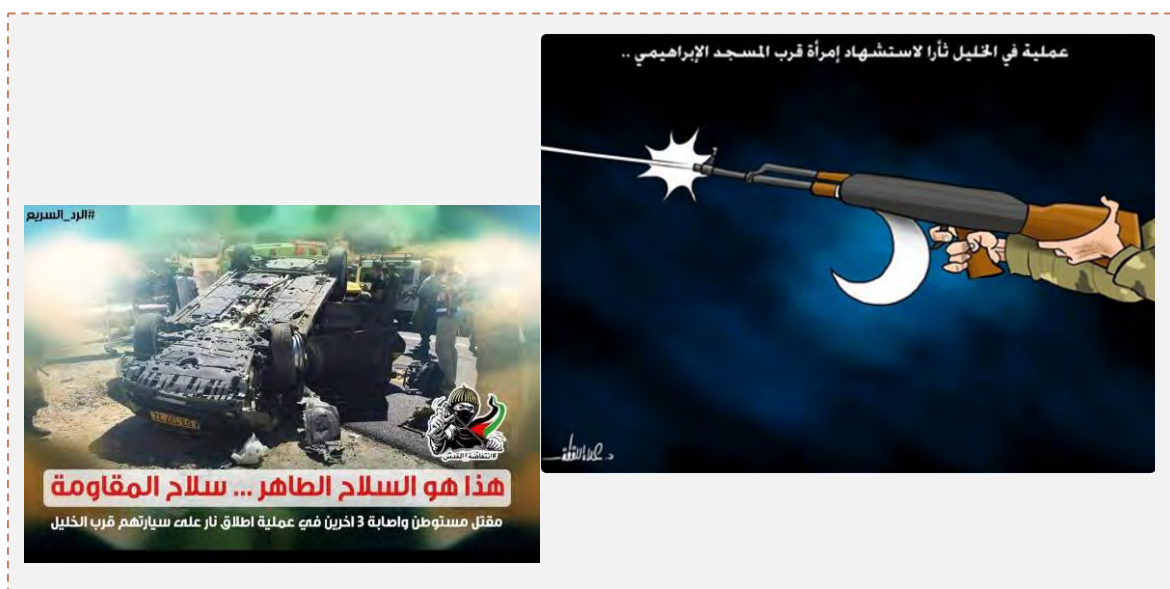 عملية في الخليل ثأرا لاستشهاد إمرأة قرب المسجد الإبراهيمي ..
#الرد_السريع
#انتفاضة_القدس
هذا هو السلاح الطاهر ... سلاح المقاومة
مقتل مستوطن واصابة 3 اخرين في عملية اطلاق نار على سيارتهم قرب الخليل